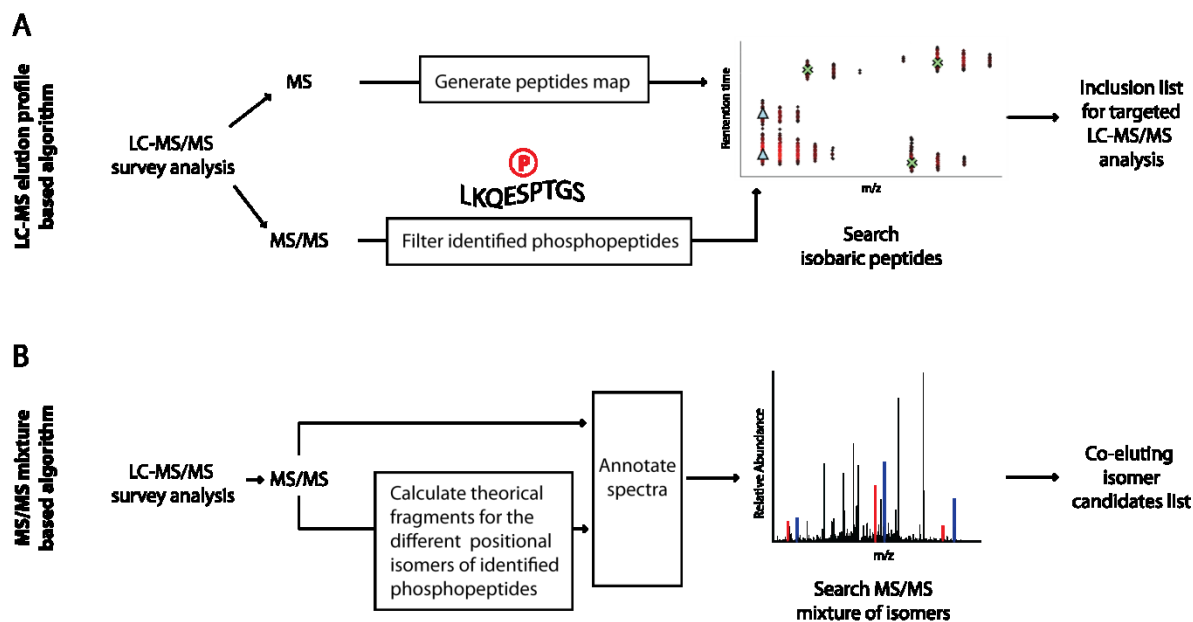 A
LC-MS elution profile
based algorithm
LC-MS/MS
survey analysis
MS
Generate peptides map
P
LKQESPTGS
MS/MS
Filter identified phosphopeptides
Rentention time
m/z
Search
isobaric peptides
Inclusion list
for targeted
LC-MS/MS
analysis
B
MS/MS mixture
based algorithm
LC-MS/MS
survey analysis
MS/MS
Calculate theorical
fragments for the
different positional
isomers of identified
phosphopeptides
Annotate
spectra
Relative Abundance
m/z
Search MS/MS
mixture of isomers
Co-eluting
isomer
candidates list